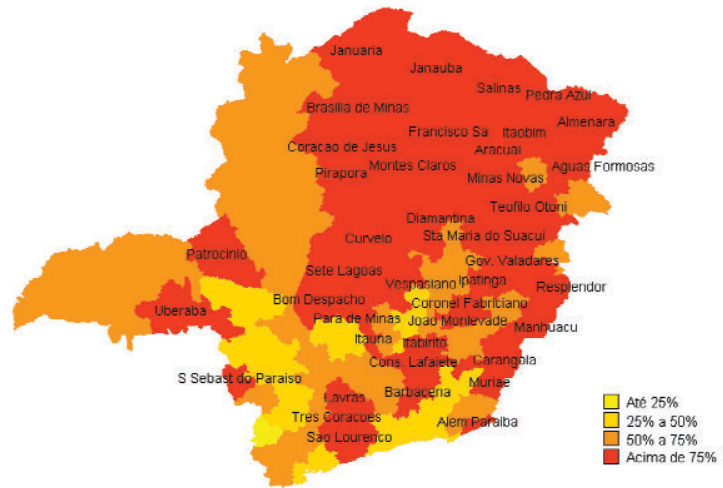 Januaria
Janauba
Salinas
Pedra Azul
Brasilia de Minas
Almenara
Francisco Sa
Itaobim
Coracao de Jesus
Aracuai
Montes Claros
Aguas Formosas
Pirapora
Minas Novas
Teofilo Otoni
Diamantina
Curvelo
Sta Maria do Suacui
Patrocinio
Gov. Valadares
Sete Lagoas
Vespasiano
Ipatinga
Resplendor
Bom Despacho
Coronel Fabriciano
Uberaba
Para de Minas
Joao Monlevade
Manhuacu
Itauna
Itabirito
Cons. Lafaiete
Carangola
S Sebast do Paraiso
Muriae
Barbacena
Lavras
Tres Coracoes
Alem Paraiba
Sao Lourenco
Até 25%
25% a 50%
50% a 75%
Acima de 75%